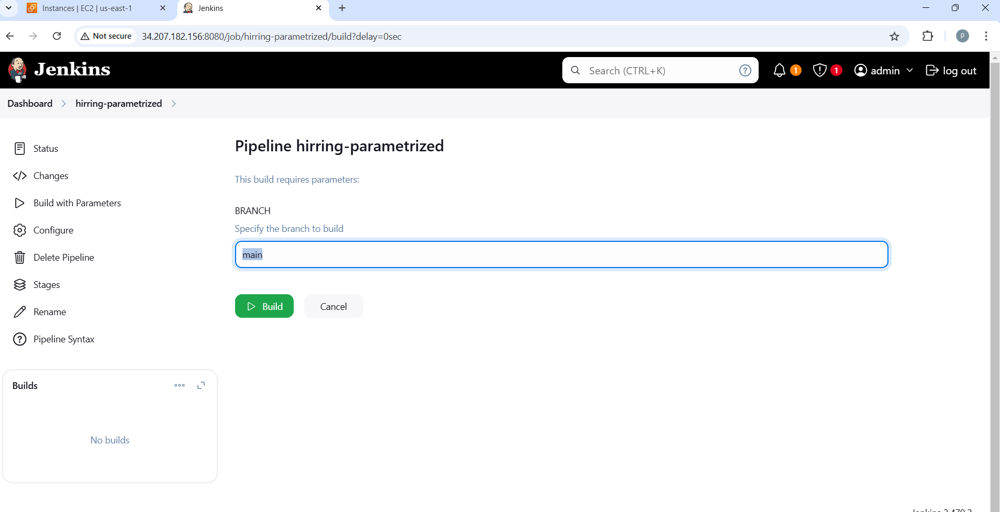 Instances | EC2 | us-east-1
Jenkins
Not secure
34.207.182.156:8080/job/hirring-parametrized/build?delay=0sec
P
Jenkins
Search (CTRL+K)
?
1
1
admin
log out
Dashboard
hirring-parametrized
Status
Changes
Build with Parameters
Configure
Delete Pipeline
Stages
Rename
Pipeline Syntax
Builds
No builds
Pipeline hirring-parametrized
This build requires parameters:
BRANCH
Specify the branch to build
main
Build
Cancel